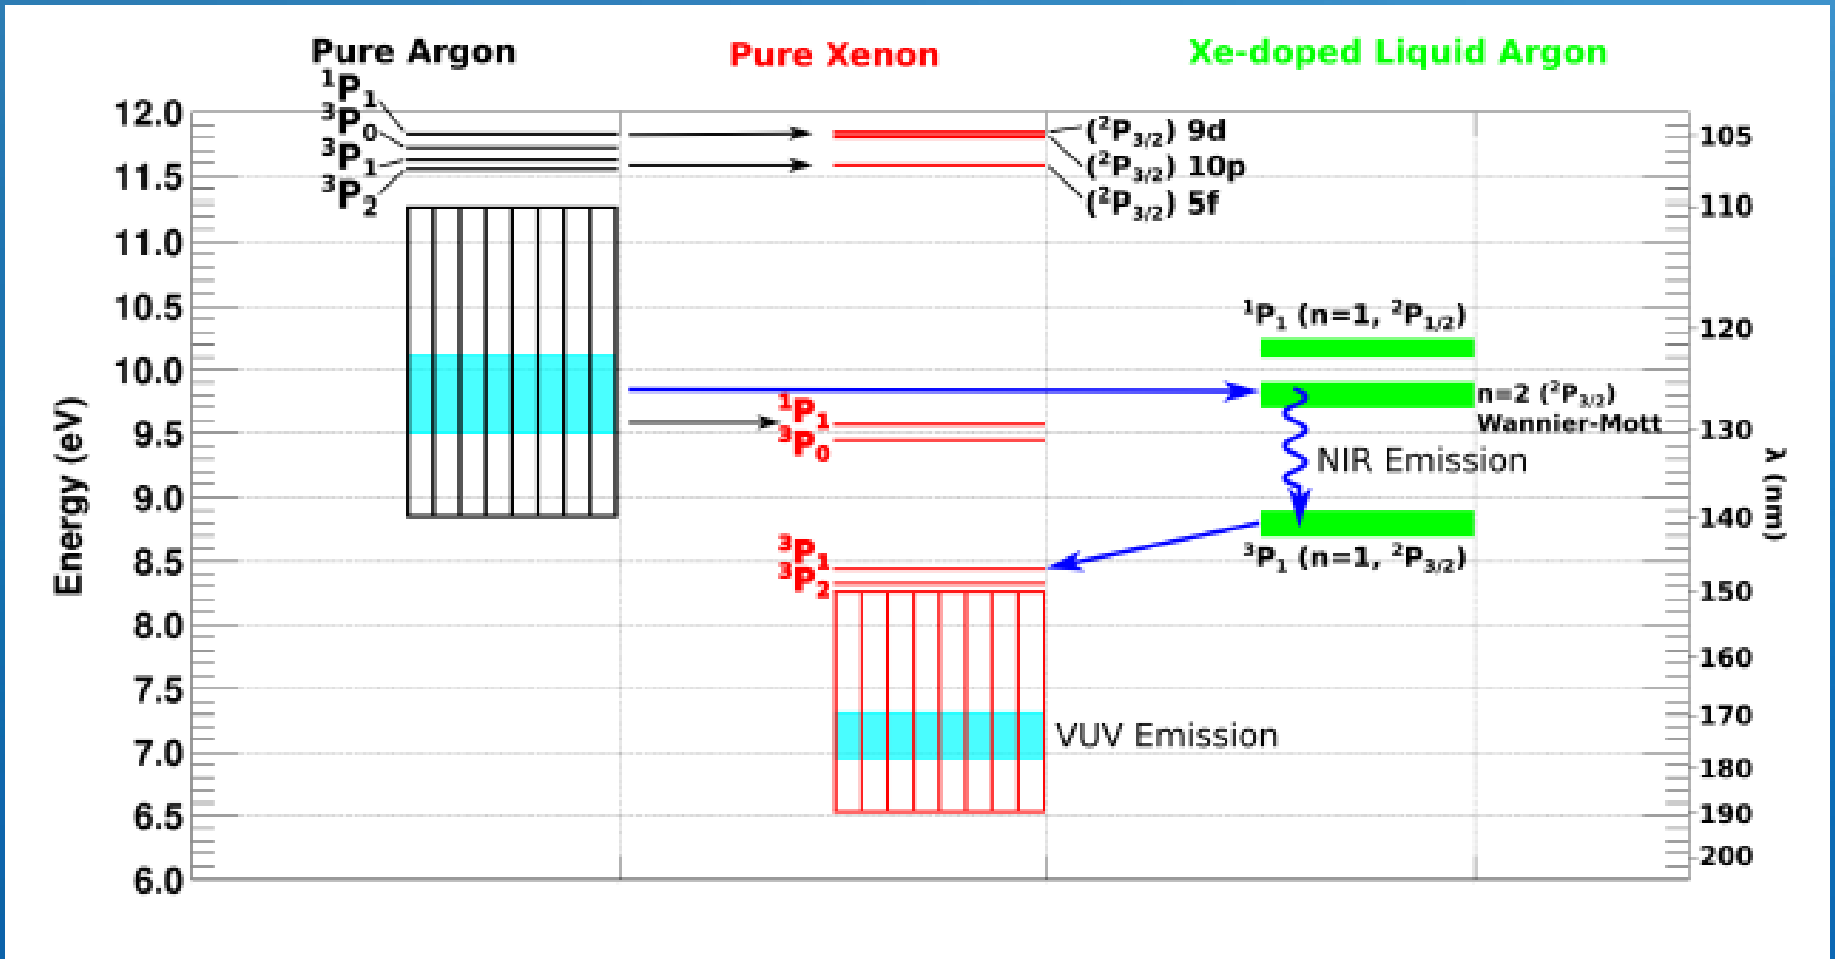 Pure Argon
Pure Xenon
Xe-doped Liquid Argon
¹P₁
³P₀
³P₁
³P₂
(²P₃/₂) 9d
(²P₃/₂) 10p
(²P₃/₂) 5f
12.0
11.5
11.0
10.5
10.0
9.5
9.0
8.5
8.0
7.5
7.0
6.5
6.0
Energy (eV)
105
110
120
130
140
150
160
170
180
190
200
λ (nm)
¹P₁ (n=1, ²P₁/₂)
n=2 (²P₃/₂)
Wannier-Mott
¹P₁
³P₀
NIR Emission
³P₁
³P₂
³P₁ (n=1, ²P₃/₂)
VUV Emission